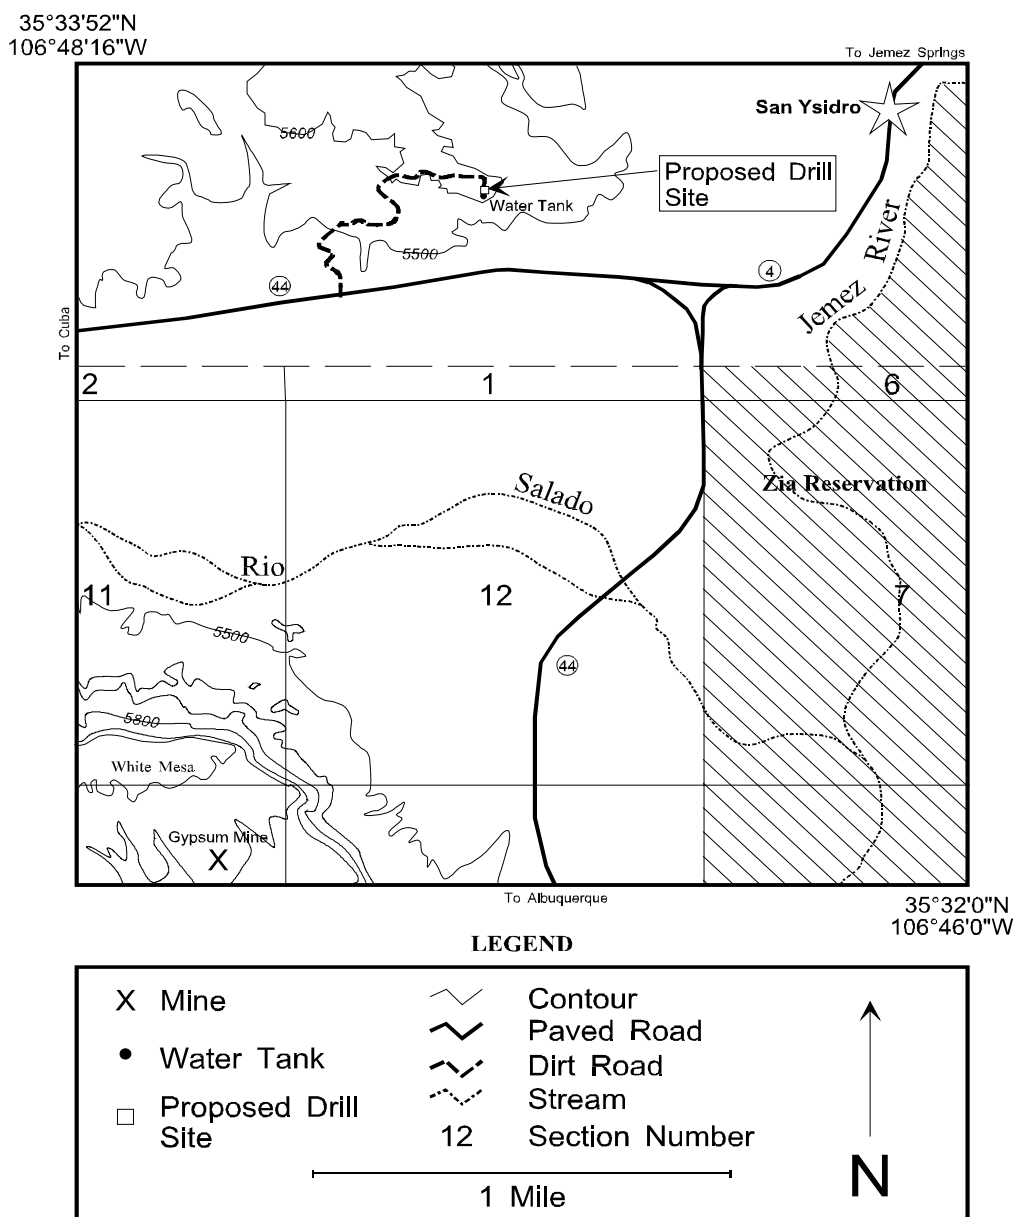 35°33'52"N
106°48'16"W
To Jemez Springs
San Ysidro
5600
Proposed Drill
Site
Water Tank
River
5500
44
4
Jemez
To Cuba
2
1
6
Salado
Zia Reservation
Rio
11
12
7
5500
44
5800
White Mesa
Gypsum Mine
X
To Albuquerque
35°32'0"N
106°46'0"W
LEGEND
X Mine
Contour
Paved Road
Water Tank
Dirt Road
Stream
Proposed Drill
Site
12 Section Number
1 Mile
N